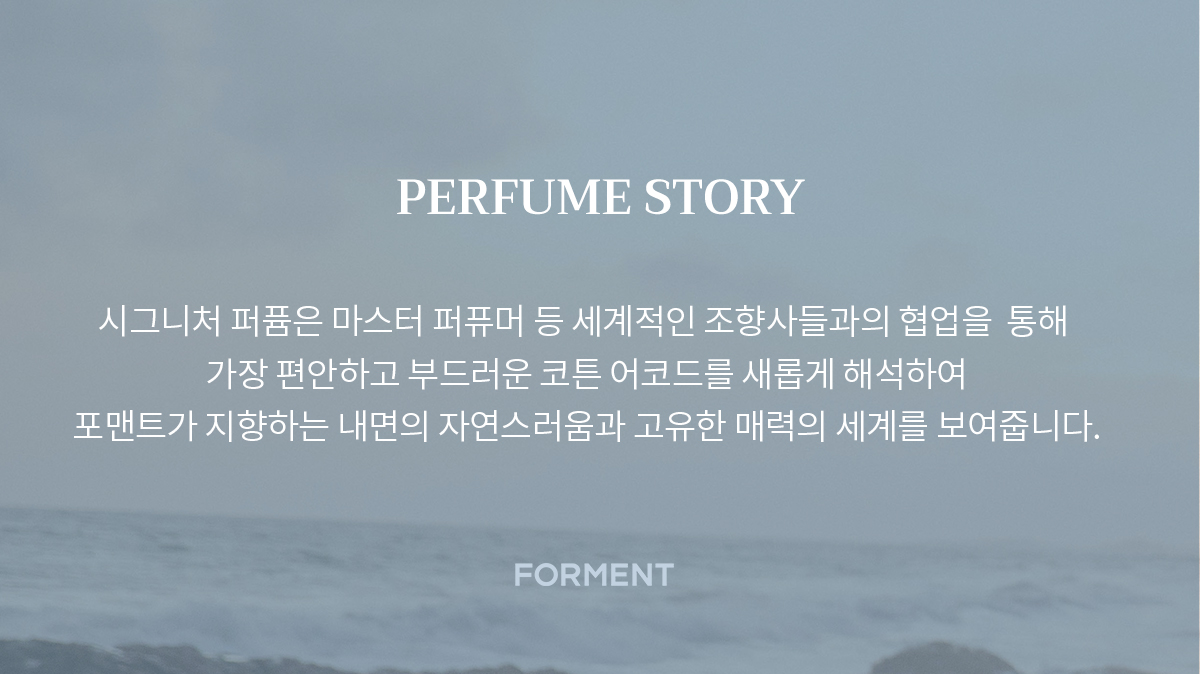 PERFUME STORY
시그니처 퍼퓸은 마스터 퍼퓨머 등 세계적인 조향사들과의 협업을 통해
가장 편안하고 부드러운 코튼 어코드를 새롭게 해석하여
포맨트가 지향하는 내면의 자연스러움과 고유한 매력의 세계를 보여줍니다.
FORMENT